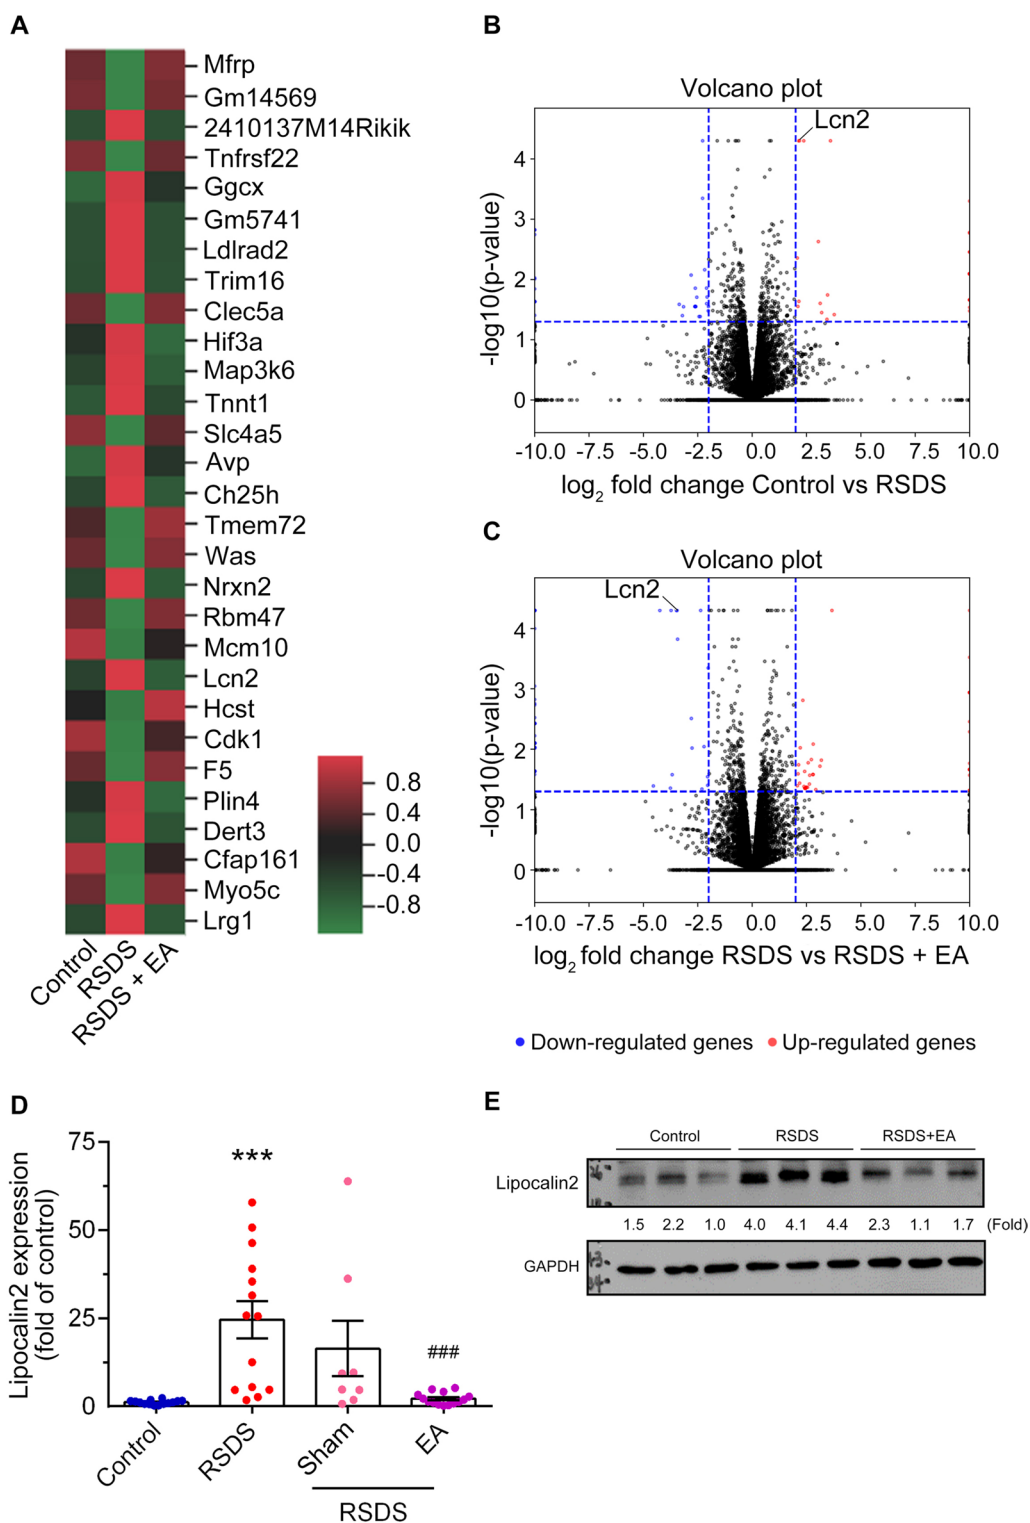 A
Mfrp
Gm14569
2410137M14Rikik
Tnfrsf22
Ggcx
Gm5741
Ldlrad2
Trim16
Clec5a
Hif3a
Map3k6
Tnnt1
Slc4a5
Avp
Ch25h
Tmem72
Was
Nrxn2
Rbm47
Mcm10
Lcn2
Hcst
Cdk1
F5
Plin4
Dert3
Cfap161
Myo5c
Lrg1
Control
RSDS
RSDS + EA
0.8
0.4
0.0
-0.4
-0.8
B
Volcano plot
Lcn2
-log10(p-value)
4
3
2
1
0
-10.0 -7.5 -5.0 -2.5 0.0 2.5 5.0 7.5 10.0
log2 fold change Control vs RSDS
C
Volcano plot
Lcn2
-log10(p-value)
4
3
2
1
0
-10.0 -7.5 -5.0 -2.5 0.0 2.5 5.0 7.5 10.0
log2 fold change RSDS vs RSDS + EA
Down-regulated genes Up-regulated genes
D
Lipocalin2 expression
(fold of control)
75
50
25
0
***
###
Control
RSDS
Sham
EA
RSDS
E
Control RSDS RSDS+EA
Lipocalin2
1.5 2.2 1.0 4.0 4.1 4.4 2.3 1.1 1.7 (Fold)
GAPDH